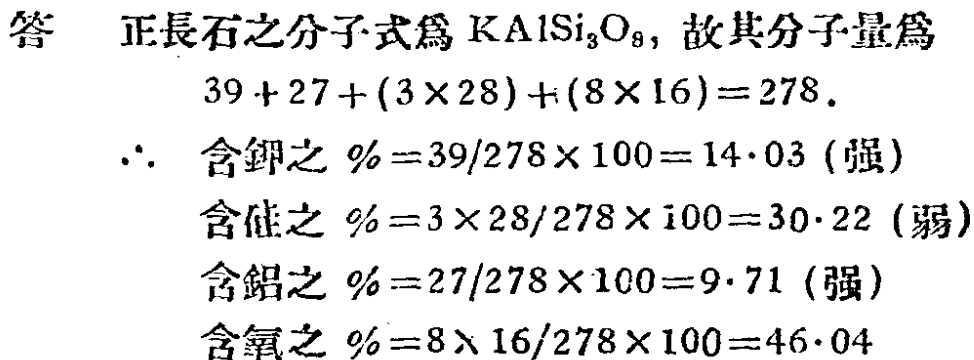 答 正長石之分子式爲 KAlSi₃O₈, 故其分子量爲
39+27+(3×28)+(8×16)=278.
∴ 含鉀之 %=39/278×100=14·03 (强)
含硅之 %=3×28/278×100=30·22 (弱)
含鋁之 %=27/278×100=9·71 (强)
含氧之 %=8×16/278×100=46·04